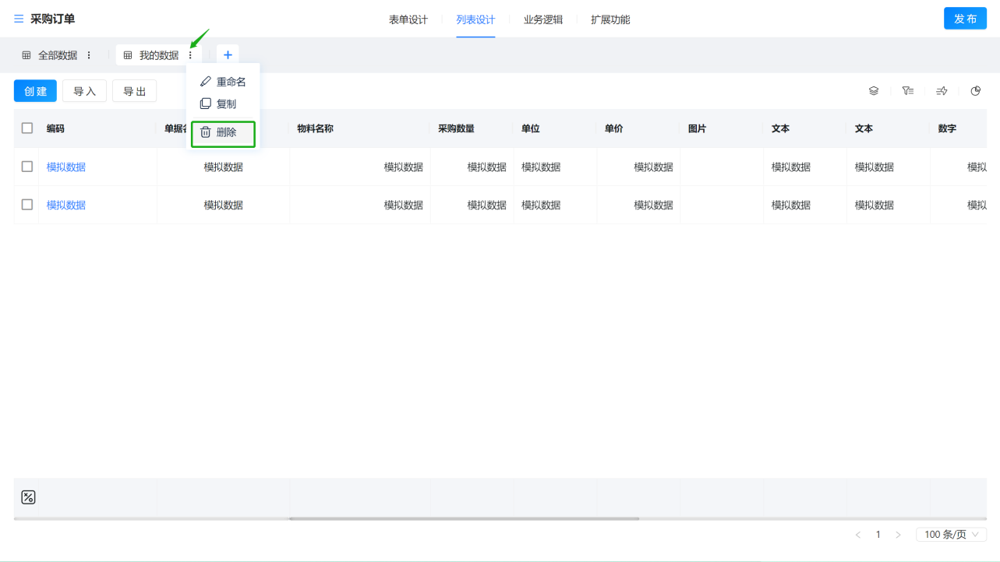 采购订单 表单设计 列表设计 业务逻辑 扩展功能 发 布
全部数据 我的数据
重命名
创 建 导 入 导 出
复制
编码 物料名称 采购数量 单位 单价 图片 文本 文本 数字
删除
模拟数据 模拟数据 模拟数据 模拟数据 模拟数据 模拟数据 模拟数据 模拟数据 模拟
模拟数据 模拟数据 模拟数据 模拟数据 模拟数据 模拟数据 模拟数据 模拟数据 模拟
< 1 > 100 条/页